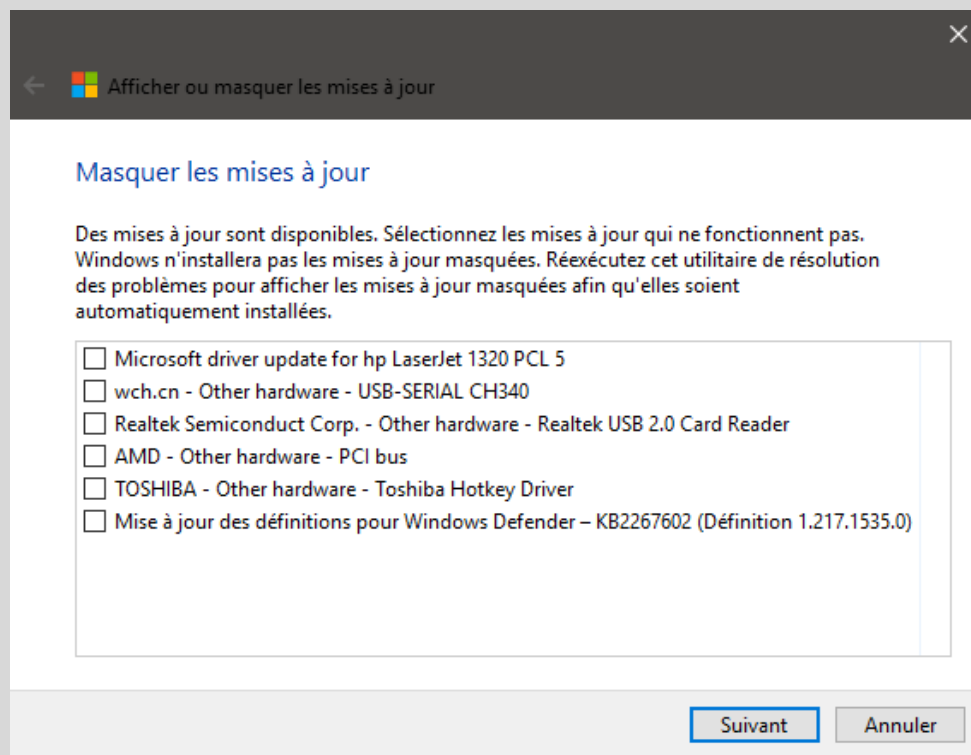 Afficher ou masquer les mises à jour
Masquer les mises à jour
Des mises à jour sont disponibles. Sélectionnez les mises à jour qui ne fonctionnent pas.
Windows n'installera pas les mises à jour masquées. Réexécutez cet utilitaire de résolution
des problèmes pour afficher les mises à jour masquées afin qu'elles soient
automatiquement installées.
Microsoft driver update for hp LaserJet 1320 PCL 5
wch.cn - Other hardware - USB-SERIAL CH340
Realtek Semiconduct Corp. - Other hardware - Realtek USB 2.0 Card Reader
AMD - Other hardware - PCI bus
TOSHIBA - Other hardware - Toshiba Hotkey Driver
Mise à jour des définitions pour Windows Defender – KB2267602 (Définition 1.217.1535.0)
Suivant
Annuler